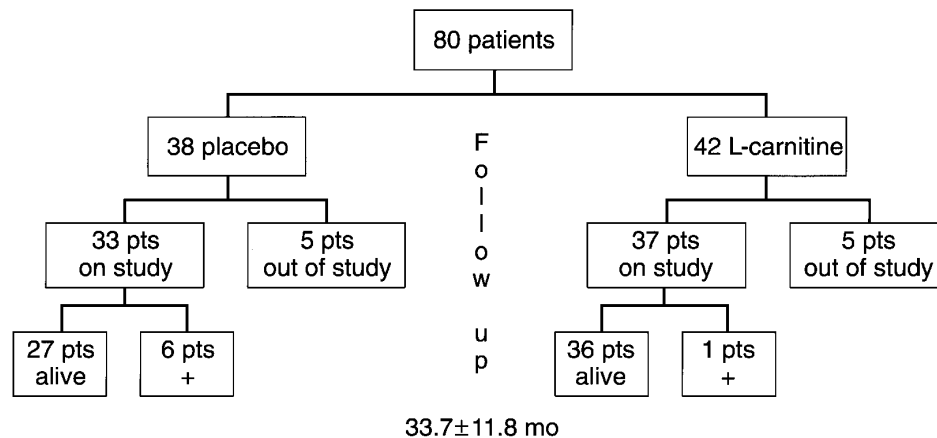 80 patients
38 placebo
42 L-carnitine
33 pts
on study
5 pts
out of study
37 pts
on study
5 pts
out of study
27 pts
alive
6 pts
+
36 pts
alive
1 pts
+
Follow up
33.7±11.8 mo